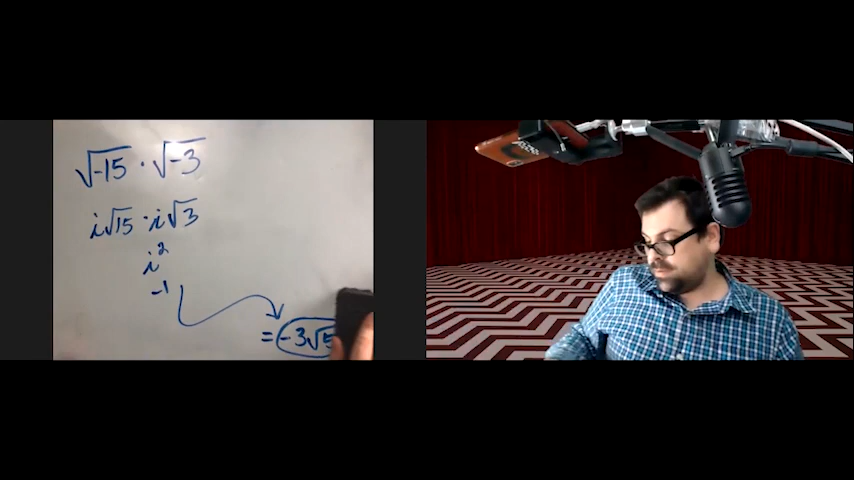 √-15 · √-3
i√15 · i√3
i²
-1
= -3√5